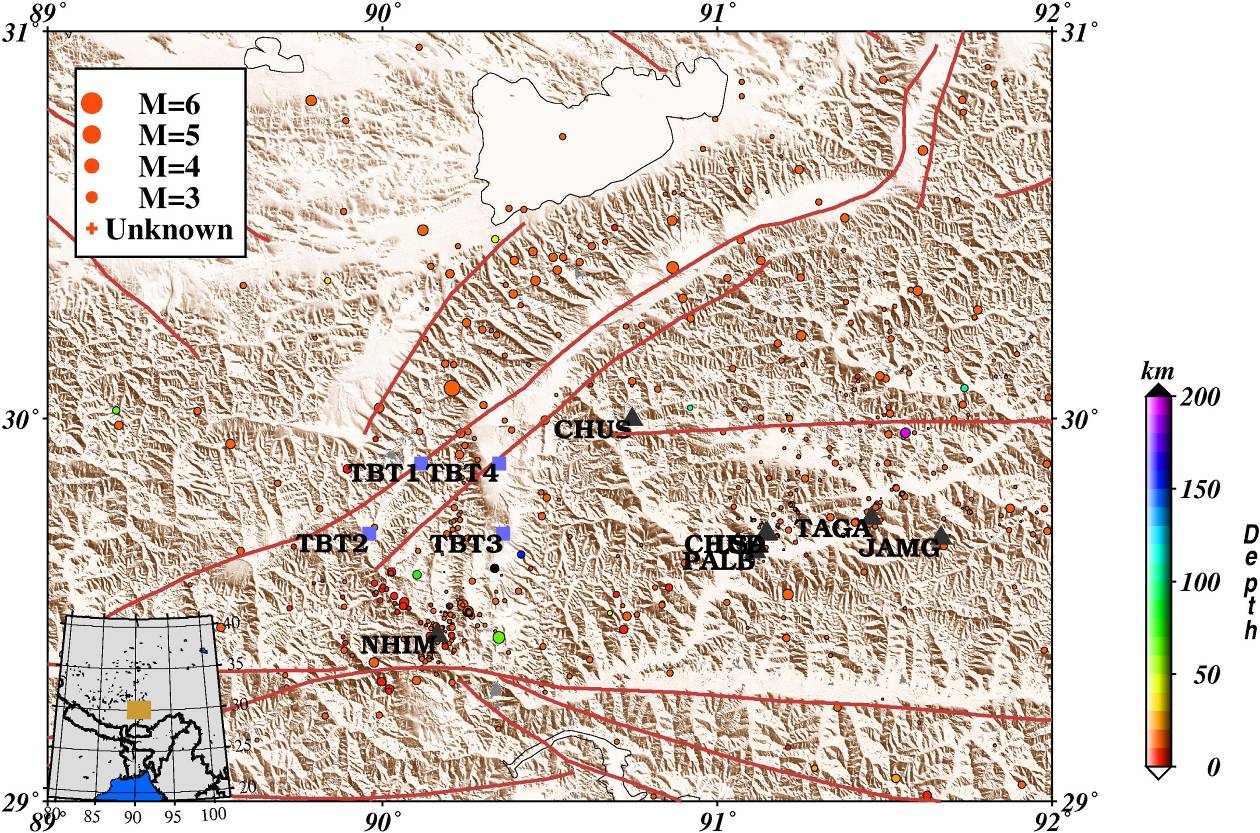 89° 90° 91° 92°
31° 31°
M=6
M=5
M=4
M=3
Unknown
30° 30°
CHUS
TBT1 TBT4
TBT2 TBT3
TAGA
JAMG
PALB
NHIM
29° 29°
89° 90° 91° 92°
40
35
30
25
20
80 85 90 95 100
km
200
150
100
50
0
Depth